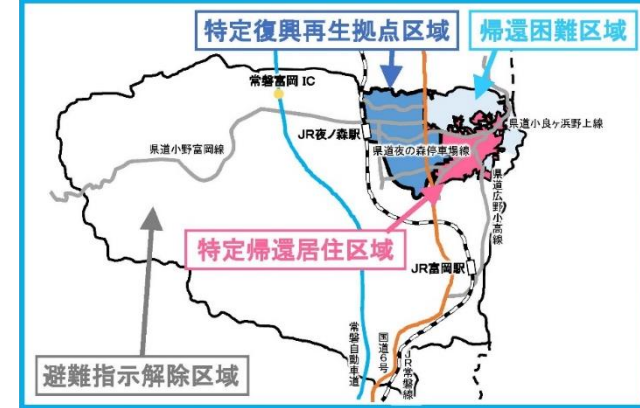 特定復興再生拠点区域
帰還困難区域
常磐富岡 IC
JR夜ノ森駅
県道小良ヶ浜野上線
県道小野富岡線
県道夜の森停車場線
県道広野小高線
特定帰還居住区域
JR富岡駅
避難指示解除区域
常磐自動車道
国道6号
JR常磐線